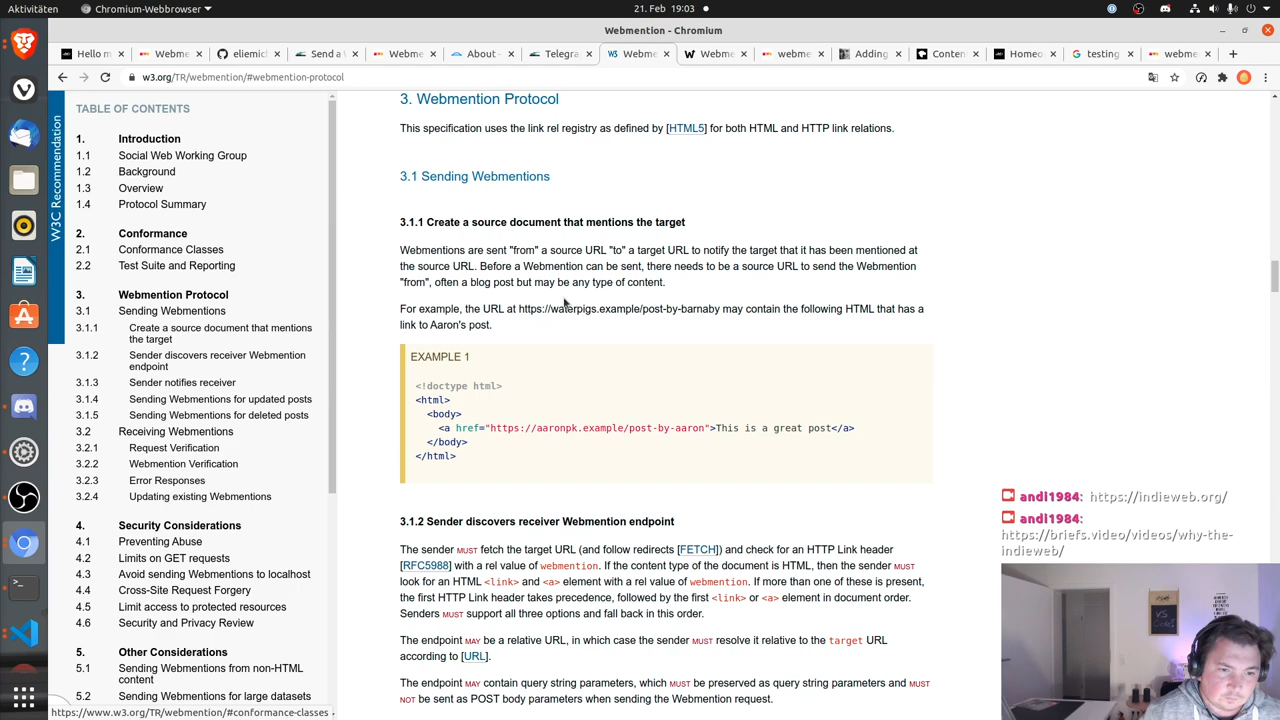 Aktivitäten
Chromium-Webbrowser
21. Feb 19:03
Webmention - Chromium
Hello m
Webme
eliemic
Send a
Webme
About -
Telegra
Webme
Webme
webme
Adding
Conten
Homeo
testing
webme
w3.org/TR/webmention/#webmention-protocol
W3C Recommendation
TABLE OF CONTENTS
1. Introduction
1.1 Social Web Working Group
1.2 Background
1.3 Overview
1.4 Protocol Summary
2. Conformance
2.1 Conformance Classes
2.2 Test Suite and Reporting
3. Webmention Protocol
3.1 Sending Webmentions
3.1.1 Create a source document that mentions the
target
3.1.2 Sender discovers receiver Webmention
endpoint
3.1.3 Sender notifies receiver
3.1.4 Sending Webmentions for updated posts
3.1.5 Sending Webmentions for deleted posts
3.2 Receiving Webmentions
3.2.1 Request Verification
3.2.2 Webmention Verification
3.2.3 Error Responses
3.2.4 Updating existing Webmentions
4. Security Considerations
4.1 Preventing Abuse
4.2 Limits on GET requests
4.3 Avoid sending Webmentions to localhost
4.4 Cross-Site Request Forgery
4.5 Limit access to protected resources
4.6 Security and Privacy Review
5. Other Considerations
5.1 Sending Webmentions from non-HTML
content
5.2 Sending Webmentions for large datasets
https://www.w3.org/TR/webmention/#conformance-classes
3. Webmention Protocol
This specification uses the link rel registry as defined by [HTML5] for both HTML and HTTP link relations.
3.1 Sending Webmentions
3.1.1 Create a source document that mentions the target
Webmentions are sent "from" a source URL "to" a target URL to notify the target that it has been mentioned at
the source URL. Before a Webmention can be sent, there needs to be a source URL to send the Webmention
"from", often a blog post but may be any type of content.
For example, the URL at https://waterpigs.example/post-by-barnaby may contain the following HTML that has a
link to Aaron's post.
EXAMPLE 1
<!doctype html>
<html>
<body>
<a href="https://aaronpk.example/post-by-aaron">This is a great post</a>
</body>
</html>
3.1.2 Sender discovers receiver Webmention endpoint
The sender MUST fetch the target URL (and follow redirects [FETCH]) and check for an HTTP Link header
[RFC5988] with a rel value of webmention. If the content type of the document is HTML, then the sender MUST
look for an HTML <link> and <a> element with a rel value of webmention. If more than one of these is present,
the first HTTP Link header takes precedence, followed by the first <link> or <a> element in document order.
Senders MUST support all three options and fall back in this order.
The endpoint MAY be a relative URL, in which case the sender MUST resolve it relative to the target URL
according to [URL].
The endpoint MAY contain query string parameters, which MUST be preserved as query string parameters and MUST
NOT be sent as POST body parameters when sending the Webmention request.
andi1984: https://indieweb.org/
andi1984:
https://briefs.video/videos/why-the-
indieweb/